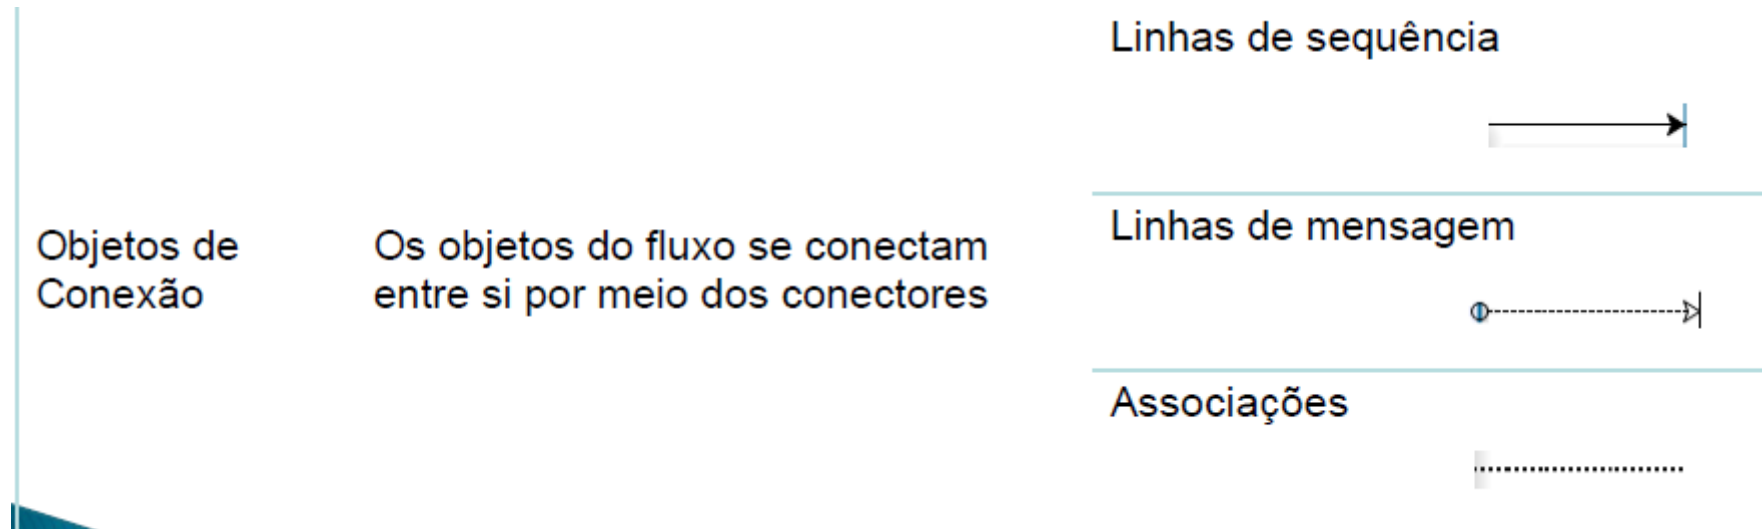 Objetos de
Conexão
Os objetos do fluxo se conectam
entre si por meio dos conectores
Linhas de sequência
Linhas de mensagem
Associações